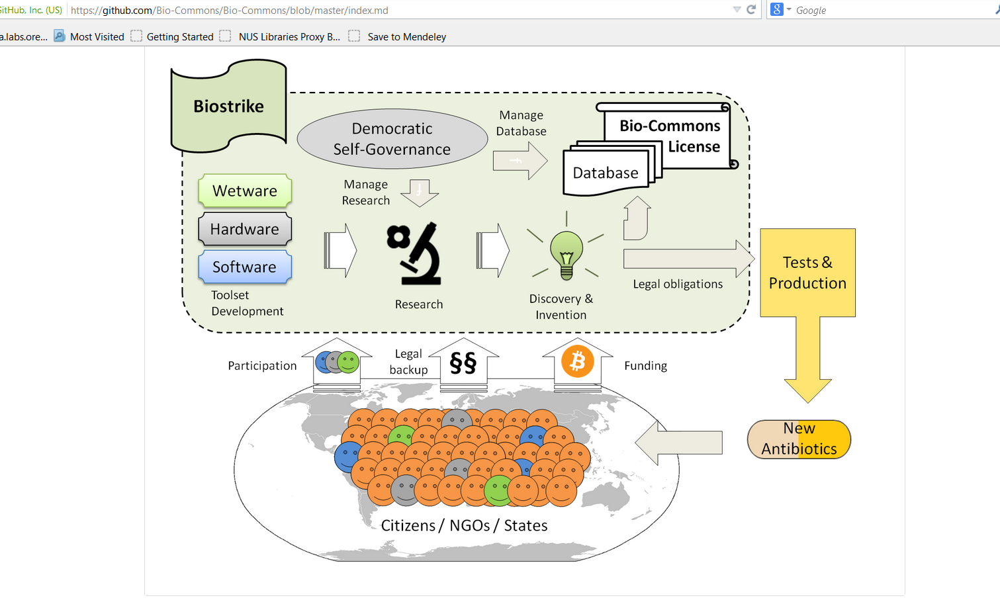 GitHub, Inc. (US)
https://github.com/Bio-Commons/Bio-Commons/blob/master/index.md
Google
a.labs.ore...
Most Visited
Getting Started
NUS Libraries Proxy B...
Save to Mendeley
Biostrike
Democratic
Self-Governance
Manage
Database
Bio-Commons
License
Database
Wetware
Hardware
Software
Toolset
Development
Manage
Research
Research
Discovery &
Invention
Legal obligations
Tests &
Production
Participation
Legal
backup
§§
Funding
New
Antibiotics
Citizens / NGOs / States